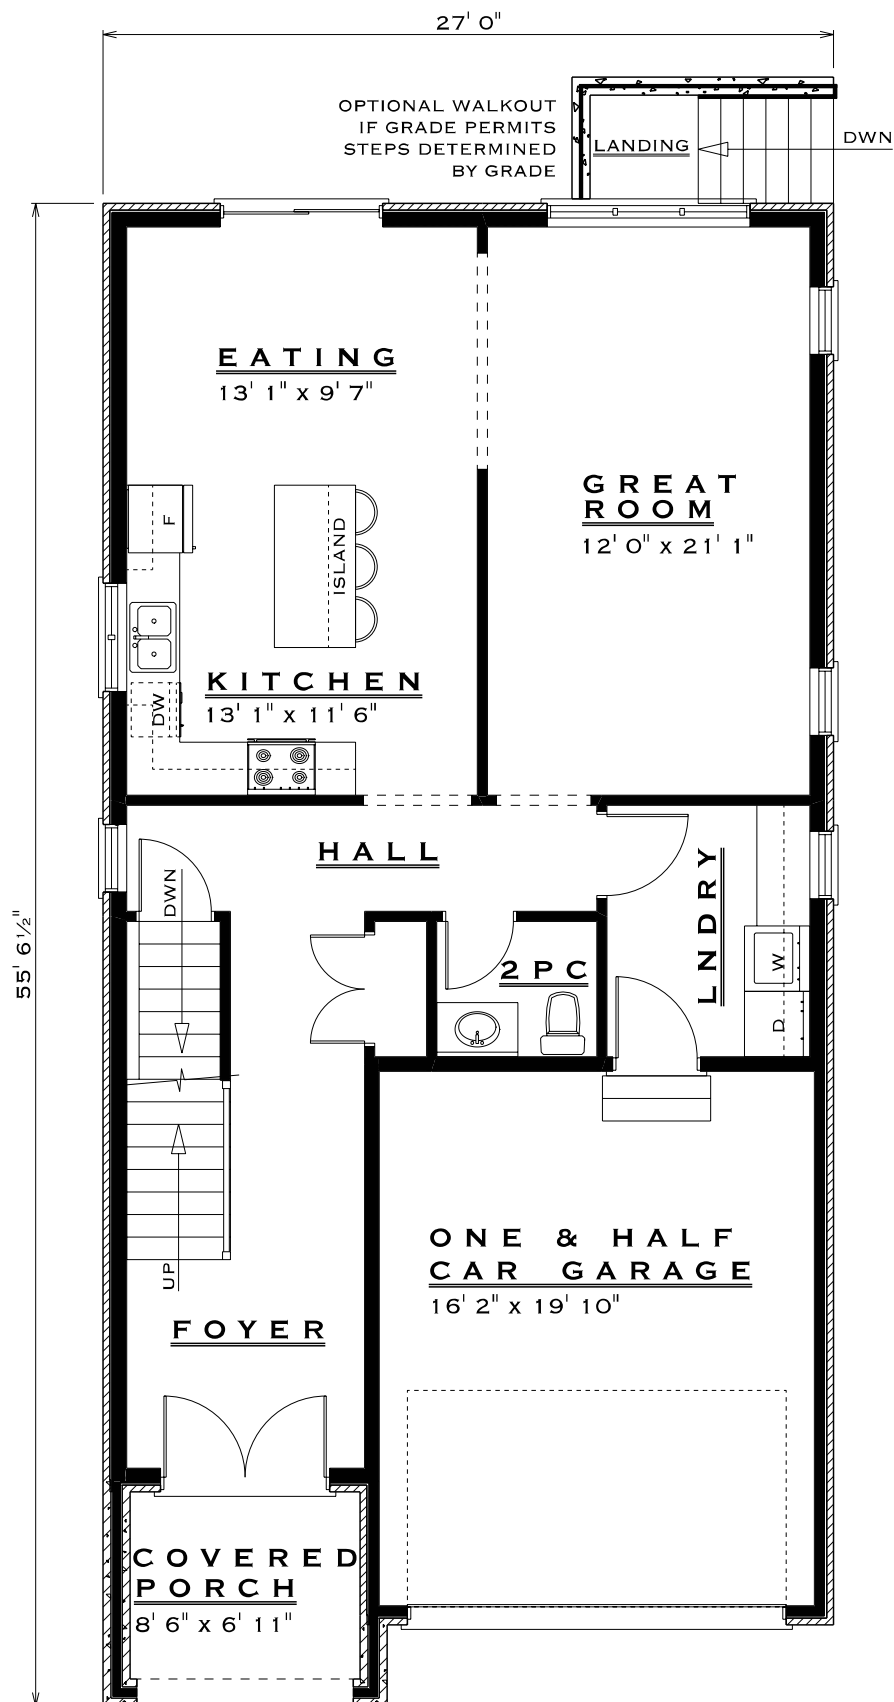 27' 0"
OPTIONAL WALKOUT
IF GRADE PERMITS
STEPS DETERMINED
BY GRADE
LANDING
DWN
EATING
13' 1" x 9' 7"
GREAT
ROOM
12' 0" x 21' 1"
F
ISLAND
KITCHEN
13' 1" x 11' 6"
DW
HALL
DWN
LNDRY
55' 6½"
2PC
W
D
UP
ONE & HALF
CAR GARAGE
16' 2" x 19' 10"
FOYER
COVERED
PORCH
8' 6" x 6' 11"